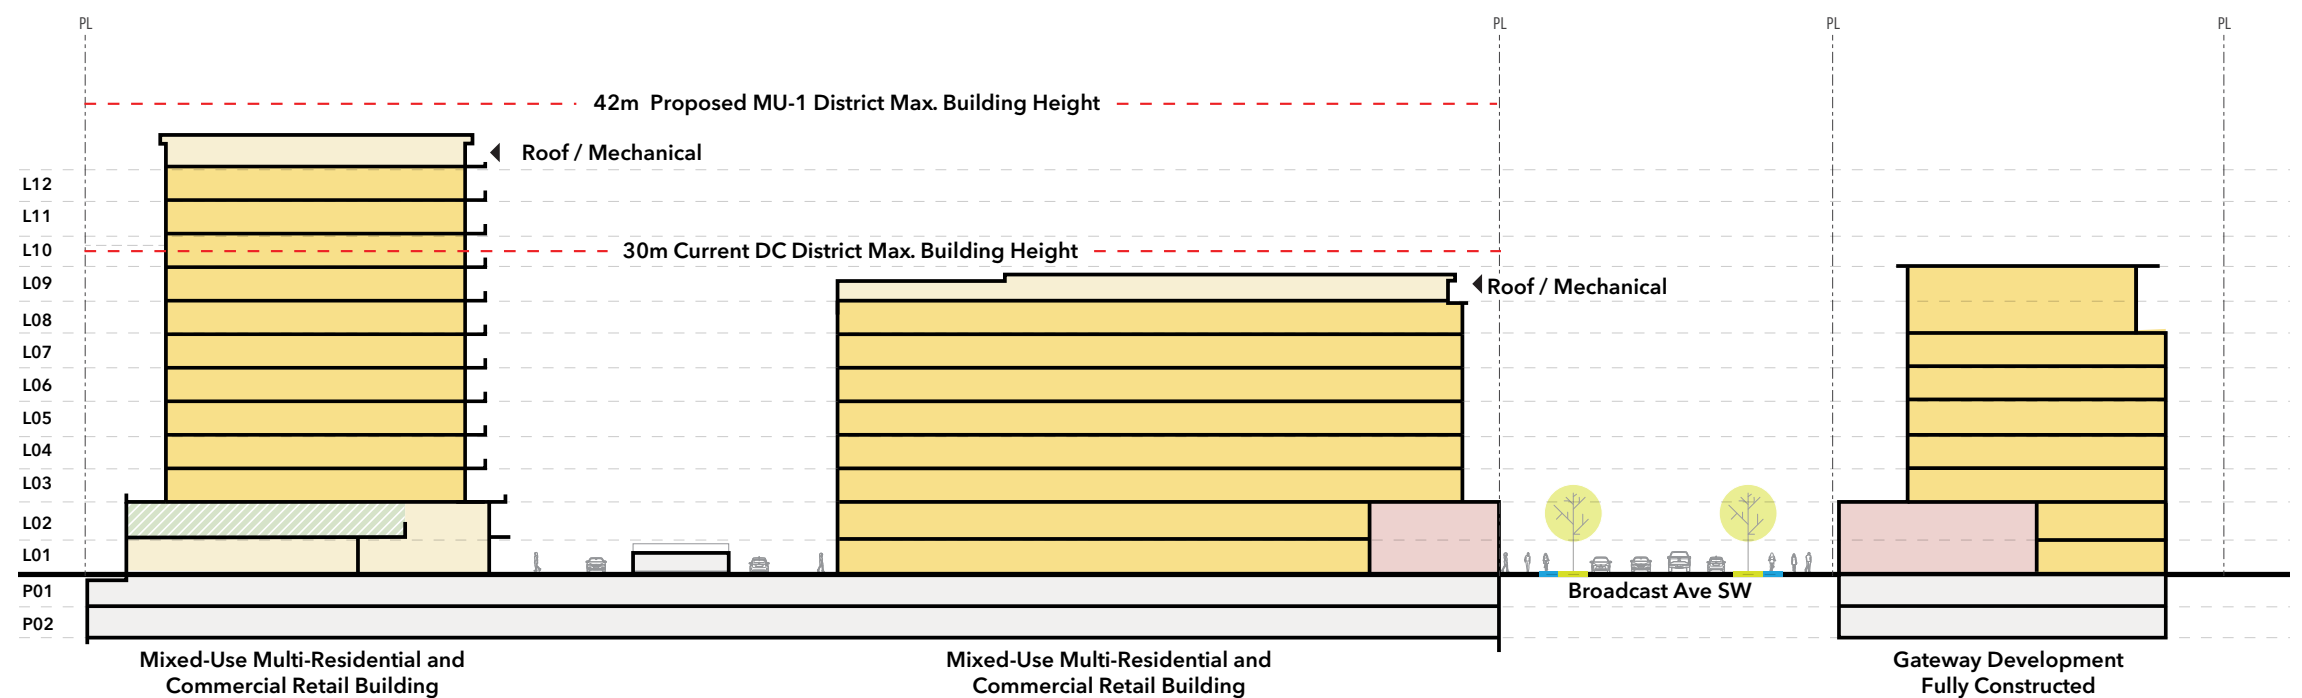 PL
PL
PL
PL
42m Proposed MU-1 District Max. Building Height
Roof / Mechanical
L12
L11
L10
30m Current DC District Max. Building Height
L09
Roof / Mechanical
L08
L07
L06
L05
L04
L03
L02
L01
P01
Broadcast Ave SW
P02
Mixed-Use Multi-Residential and
Commercial Retail Building
Mixed-Use Multi-Residential and
Commercial Retail Building
Gateway Development
Fully Constructed